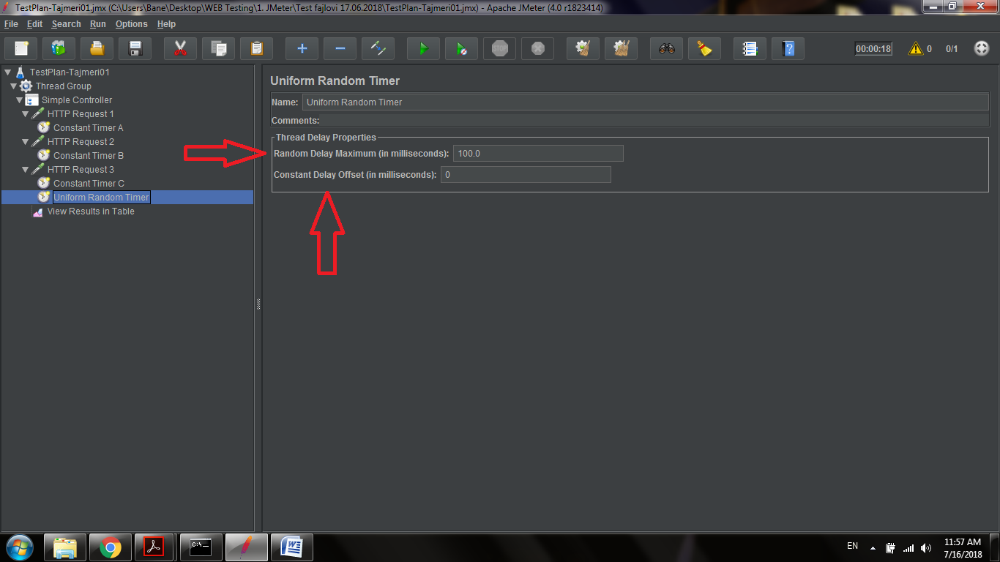 TestPlan-Tajmeri01.jmx (C:\Users\Bane\Desktop\WEB Testing\1. JMeter\Test fajlovi 17.06.2018\TestPlan-Tajmeri01.jmx) - Apache JMeter (4.0 r1823414)
File Edit Search Run Options Help
STOP 00:00:18 0 0/1
TestPlan-Tajmeri01
Thread Group
Simple Controller
HTTP Request 1
Constant Timer A
HTTP Request 2
Constant Timer B
HTTP Request 3
Constant Timer C
Uniform Random Timer
View Results in Table
Uniform Random Timer
Name: Uniform Random Timer
Comments:
Thread Delay Properties
Random Delay Maximum (in milliseconds): 100.0
Constant Delay Offset (in milliseconds): 0
EN
11:57 AM
7/16/2018